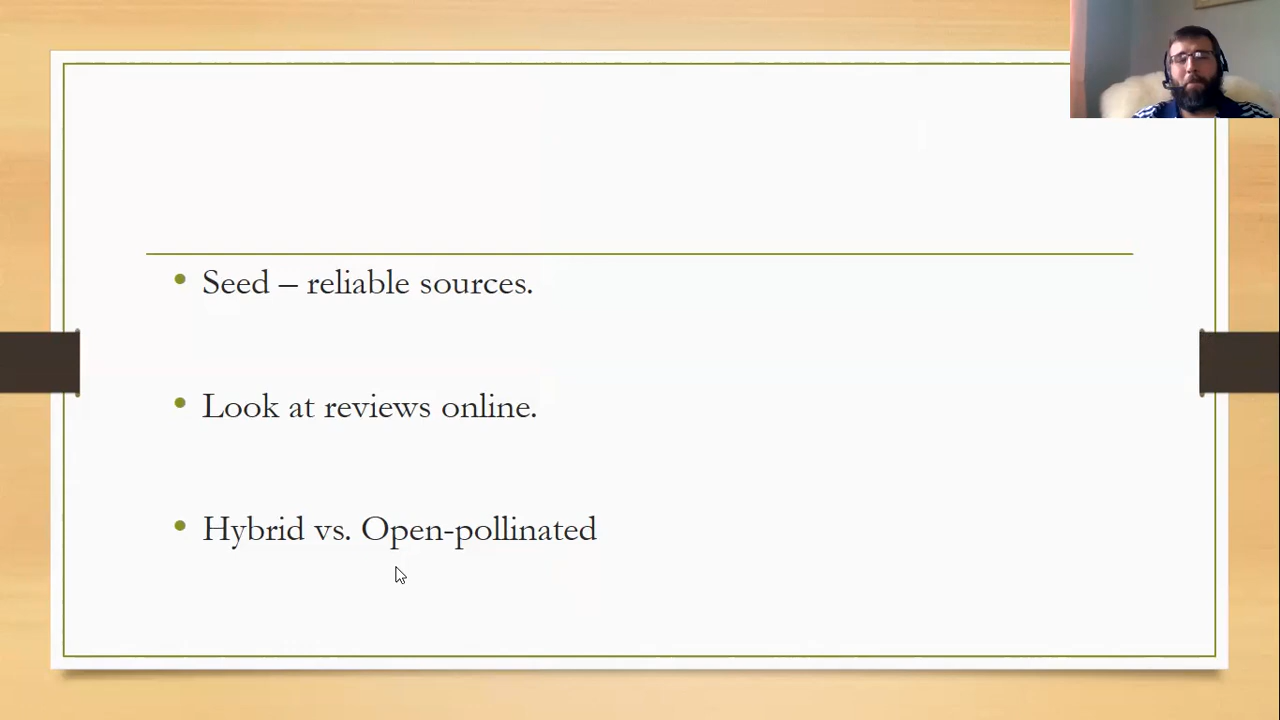 Seed – reliable sources.
Look at reviews online.
Hybrid vs. Open-pollinated